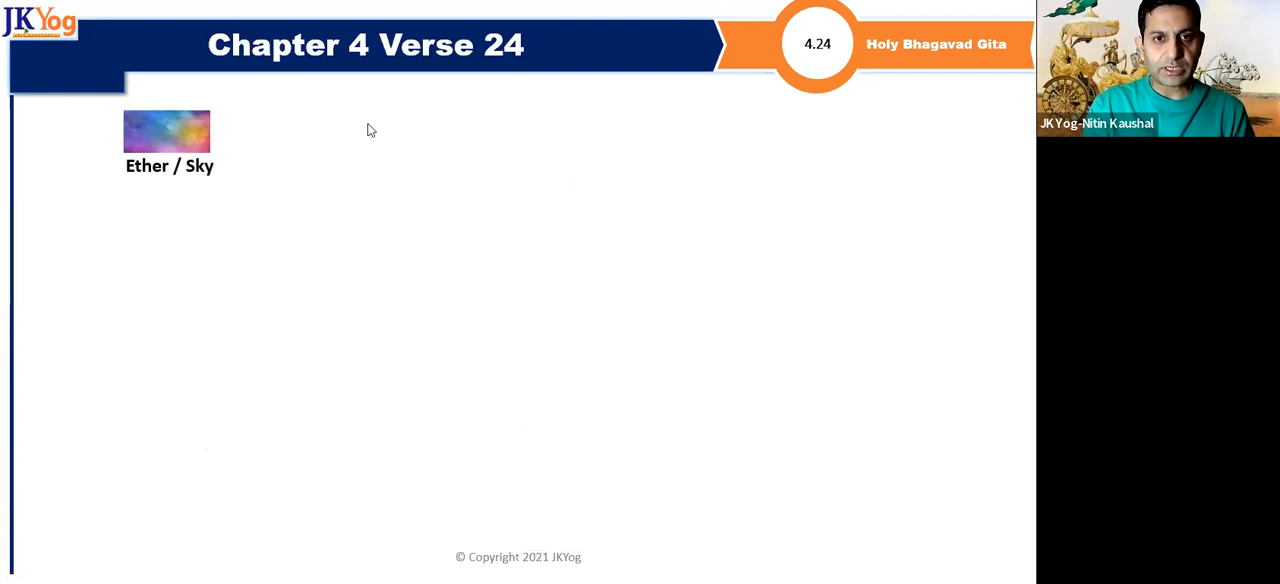 JKYog
Chapter 4 Verse 24
4.24
Holy Bhagavad Gita
JKYog-Nitin Kaushal
Ether / Sky
© Copyright 2021 JKYog